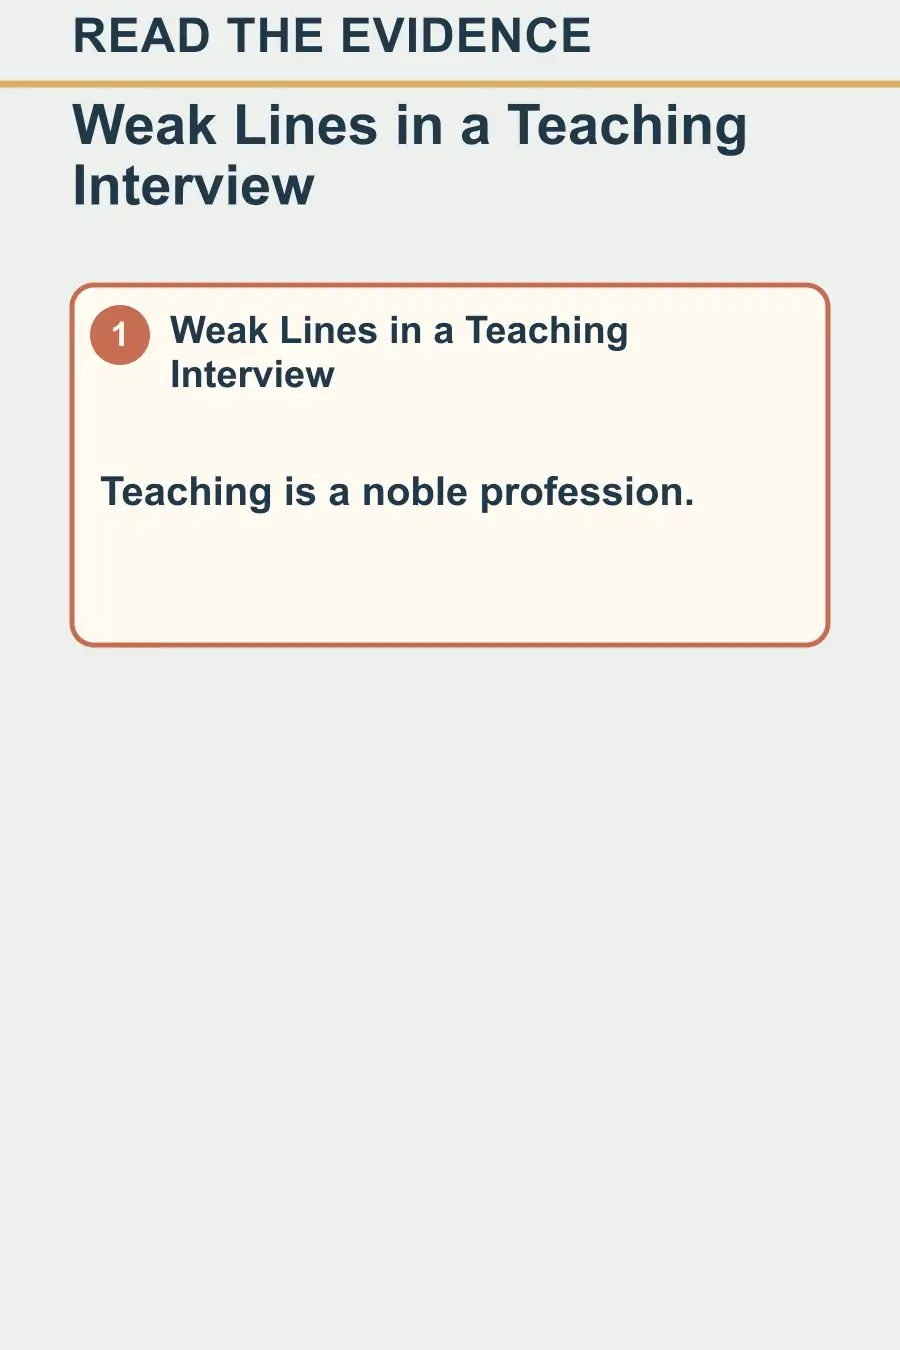 READ THE EVIDENCE
Weak Lines in a Teaching
Interview
1
Weak Lines in a Teaching
Interview
Teaching is a noble profession.